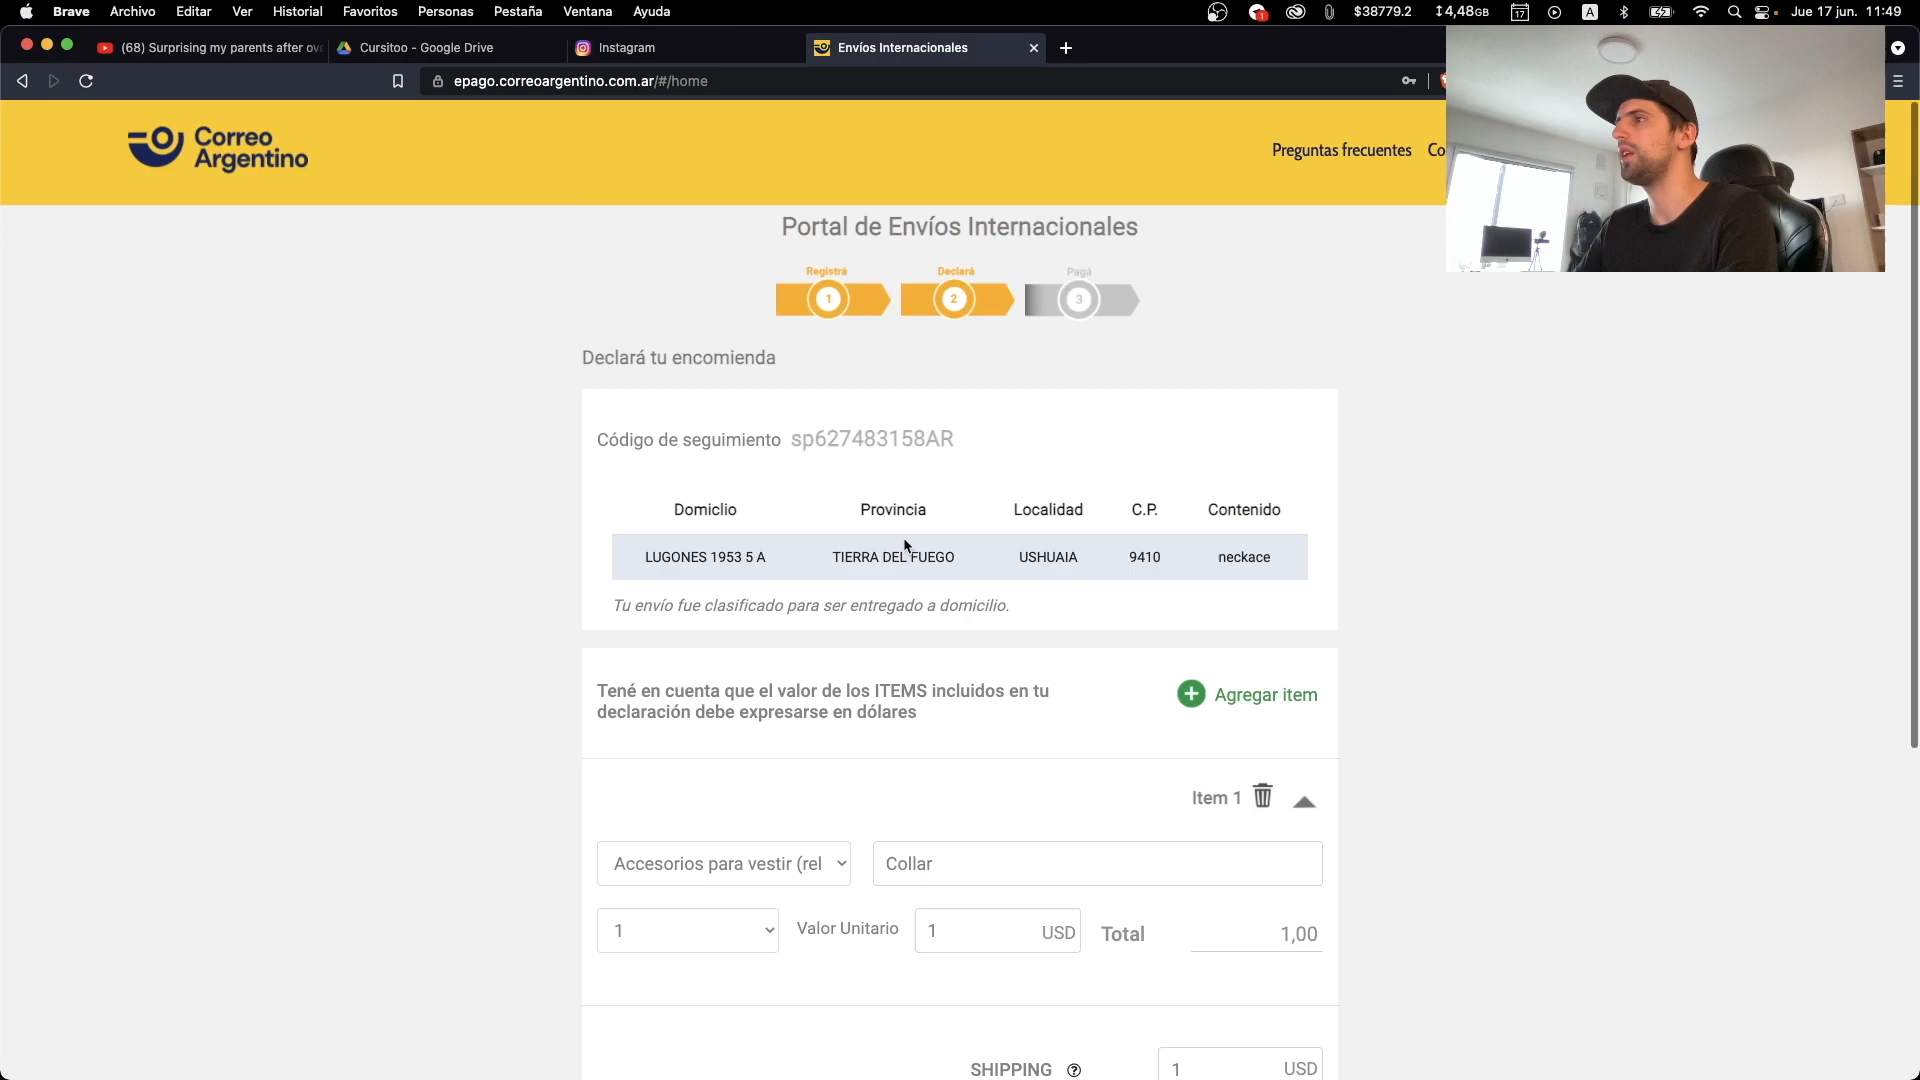 Brave Archivo Editar Ver Historial Favoritos Personas Pestaña Ventana Ayuda 1 $38779.2 4,48GB 17 A Jue 17 jun. 11:49
(68) Surprising my parents after ov
Cursitoo - Google Drive
Instagram
Envíos Internacionales
epago.correoargentino.com.ar/#/home
Correo
Argentino
Preguntas frecuentes Co
Portal de Envíos Internacionales
Registrá Declará Pagá
1 2 3
Declará tu encomienda
Código de seguimiento sp627483158AR
Domiclio Provincia Localidad C.P. Contenido
LUGONES 1953 5 A TIERRA DEL FUEGO USHUAIA 9410 neckace
Tu envío fue clasificado para ser entregado a domicilio.
Tené en cuenta que el valor de los ITEMS incluidos en tu
declaración debe expresarse en dólares
Agregar item
Item 1
Accesorios para vestir (rel Collar
1 Valor Unitario 1 USD Total 1,00
SHIPPING ? 1 USD